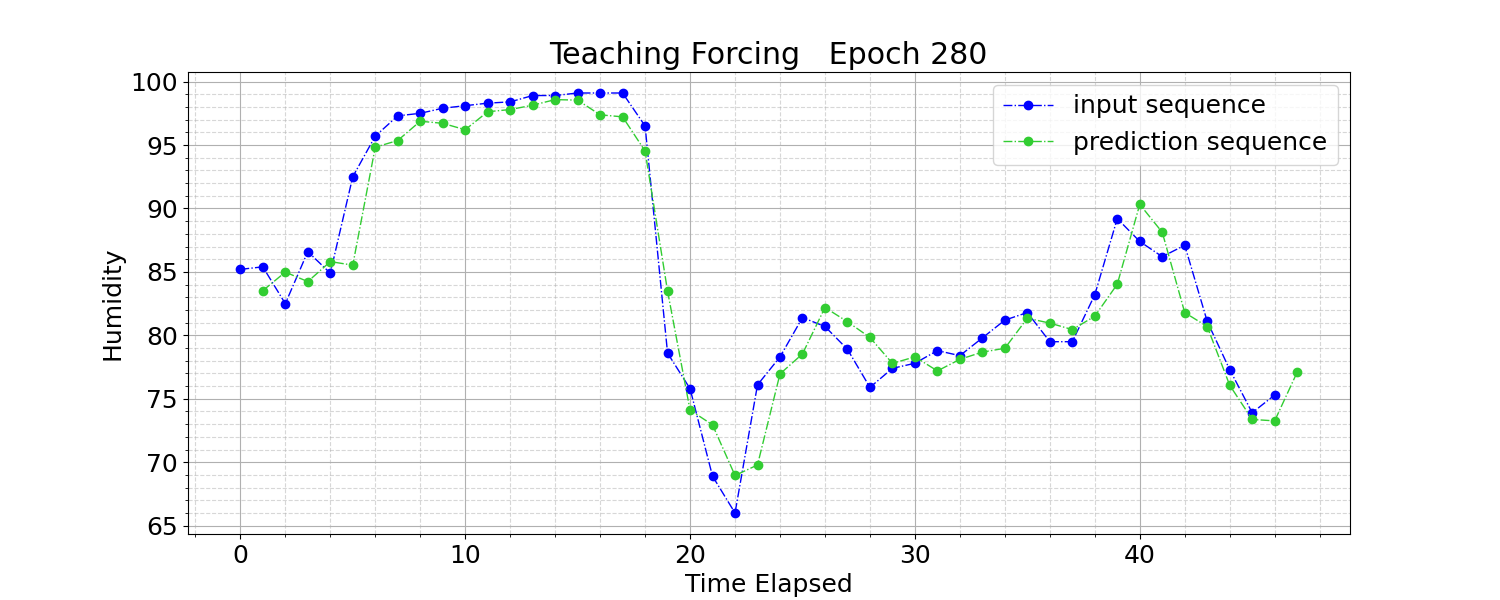 Teaching Forcing   Epoch 280
100
95
90
85
80
75
70
65
Humidity
input sequence
prediction sequence
0 10 20 30 40
Time Elapsed